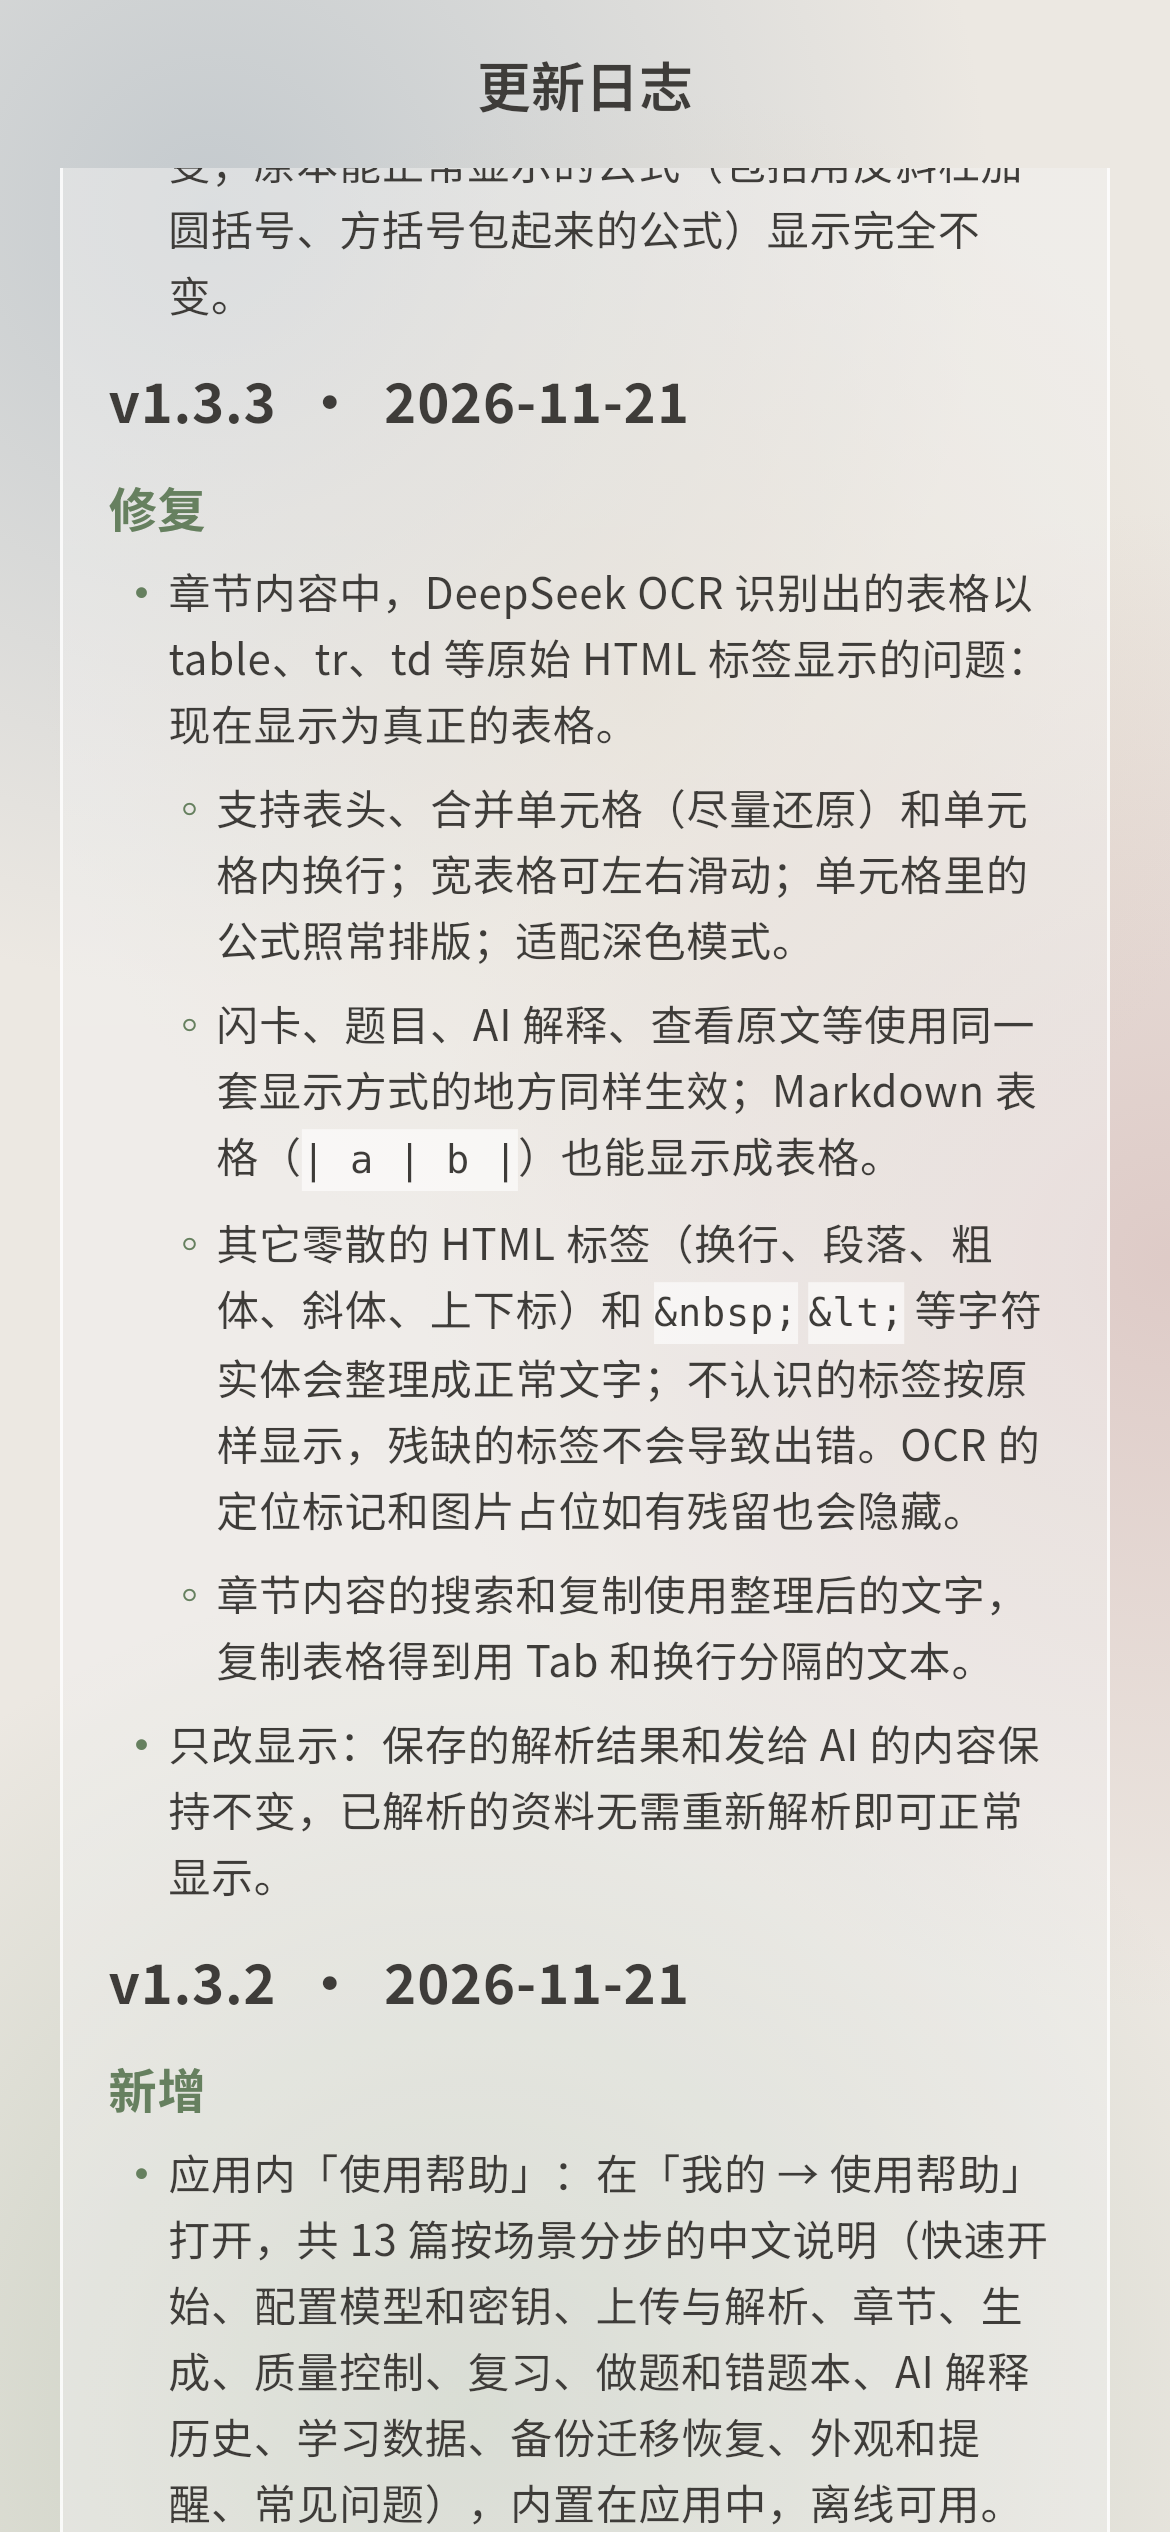 更新日志
变，原本能正常显示的公式（包括用反斜杠加
圆括号、方括号包起来的公式）显示完全不
变。
v1.3.3 • 2026-11-21
修复
• 章节内容中，DeepSeek OCR 识别出的表格以
table、tr、td 等原始 HTML 标签显示的问题：
现在显示为真正的表格。
◦ 支持表头、合并单元格（尽量还原）和单元
格内换行；宽表格可左右滑动；单元格里的
公式照常排版；适配深色模式。
◦ 闪卡、题目、AI 解释、查看原文等使用同一
套显示方式的地方同样生效；Markdown 表
格（| a | b |）也能显示成表格。
◦ 其它零散的 HTML 标签（换行、段落、粗
体、斜体、上下标）和 &nbsp; &lt; 等字符
实体会整理成正常文字；不认识的标签按原
样显示，残缺的标签不会导致出错。OCR 的
定位标记和图片占位如有残留也会隐藏。
◦ 章节内容的搜索和复制使用整理后的文字，
复制表格得到用 Tab 和换行分隔的文本。
• 只改显示：保存的解析结果和发给 AI 的内容保
持不变，已解析的资料无需重新解析即可正常
显示。
v1.3.2 • 2026-11-21
新增
• 应用内「使用帮助」：在「我的 → 使用帮助」
打开，共 13 篇按场景分步的中文说明（快速开
始、配置模型和密钥、上传与解析、章节、生
成、质量控制、复习、做题和错题本、AI 解释
历史、学习数据、备份迁移恢复、外观和提
醒、常见问题），内置在应用中，离线可用。